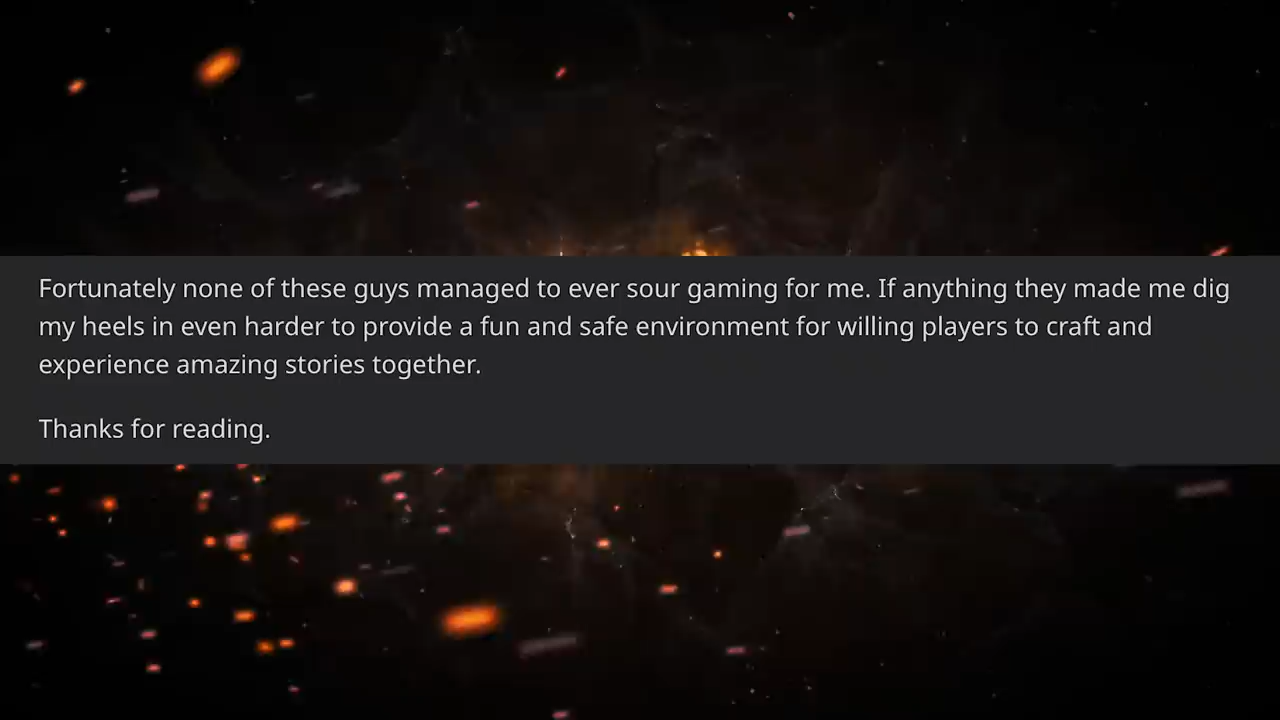 Fortunately none of these guys managed to ever sour gaming for me. If anything they made me dig
my heels in even harder to provide a fun and safe environment for willing players to craft and
experience amazing stories together.
Thanks for reading.